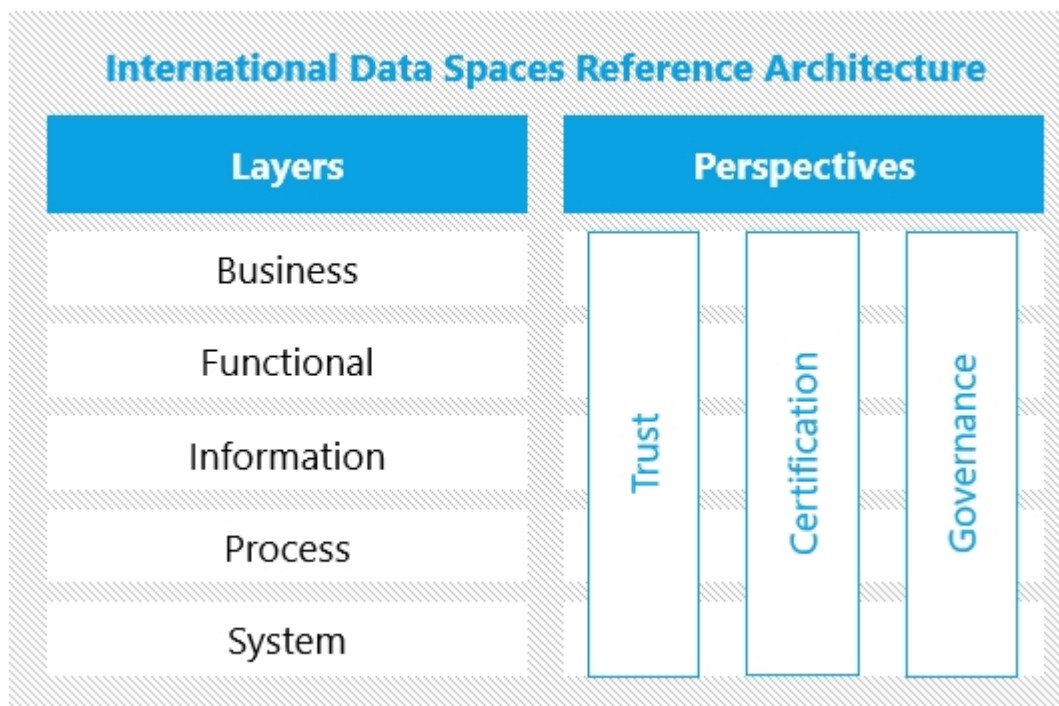 International Data Spaces Reference Architecture
Layers
Perspectives
Business
Functional
Information
Process
System
Trust
Certification
Governance